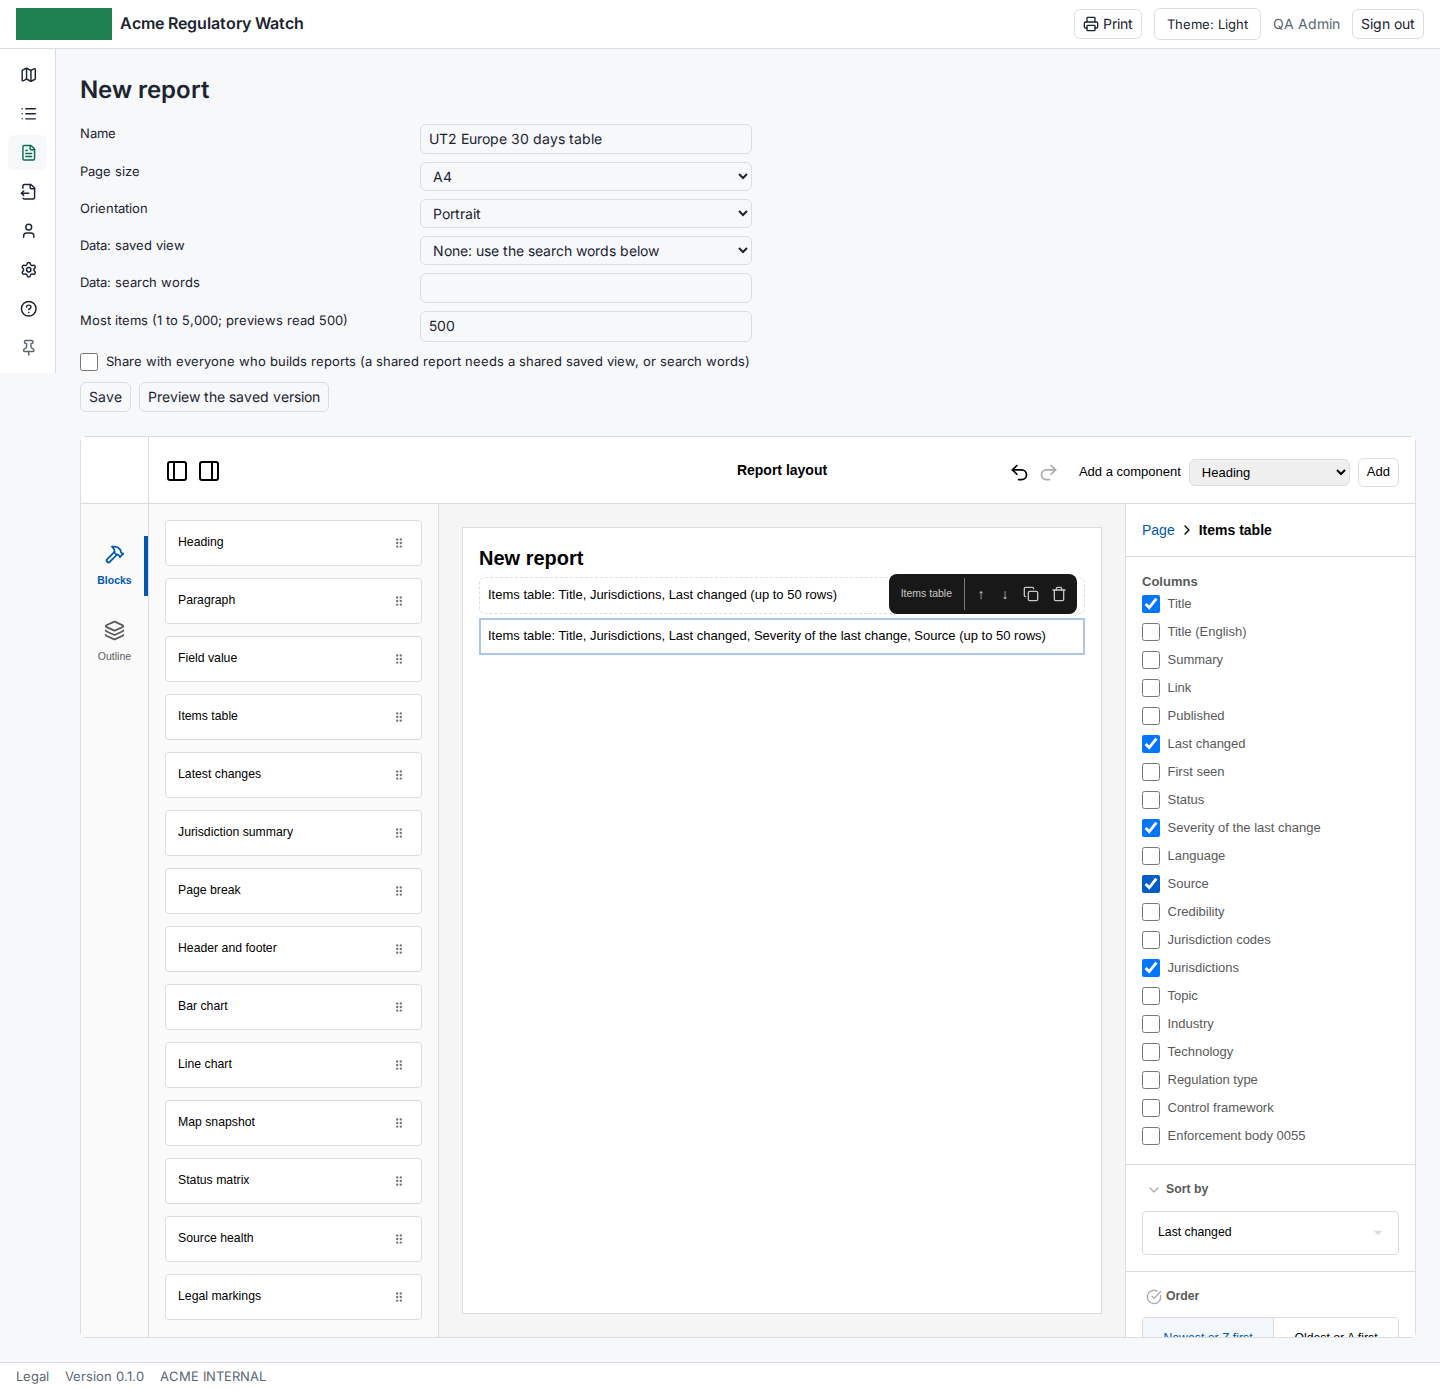 Acme Regulatory Watch
Print
Theme: Light
QA Admin
Sign out
New report
Name
UT2 Europe 30 days table
Page size
A4
Orientation
Portrait
Data: saved view
None: use the search words below
Data: search words
Most items (1 to 5,000; previews read 500)
500
Share with everyone who builds reports (a shared report needs a shared saved view, or search words)
Save
Preview the saved version
Report layout
Add a component
Heading
Add
Blocks
Outline
Heading
Paragraph
Field value
Items table
Latest changes
Jurisdiction summary
Page break
Header and footer
Bar chart
Line chart
Map snapshot
Status matrix
Source health
Legal markings
New report
Items table: Title, Jurisdictions, Last changed (up to 50 rows)
Items table
Items table: Title, Jurisdictions, Last changed, Severity of the last change, Source (up to 50 rows)
Page
Items table
Columns
Title
Title (English)
Summary
Link
Published
Last changed
First seen
Status
Severity of the last change
Language
Source
Credibility
Jurisdiction codes
Jurisdictions
Topic
Industry
Technology
Regulation type
Control framework
Enforcement body 0055
Sort by
Last changed
Order
Newest or Z first
Oldest or A first
Legal
Version 0.1.0
ACME INTERNAL